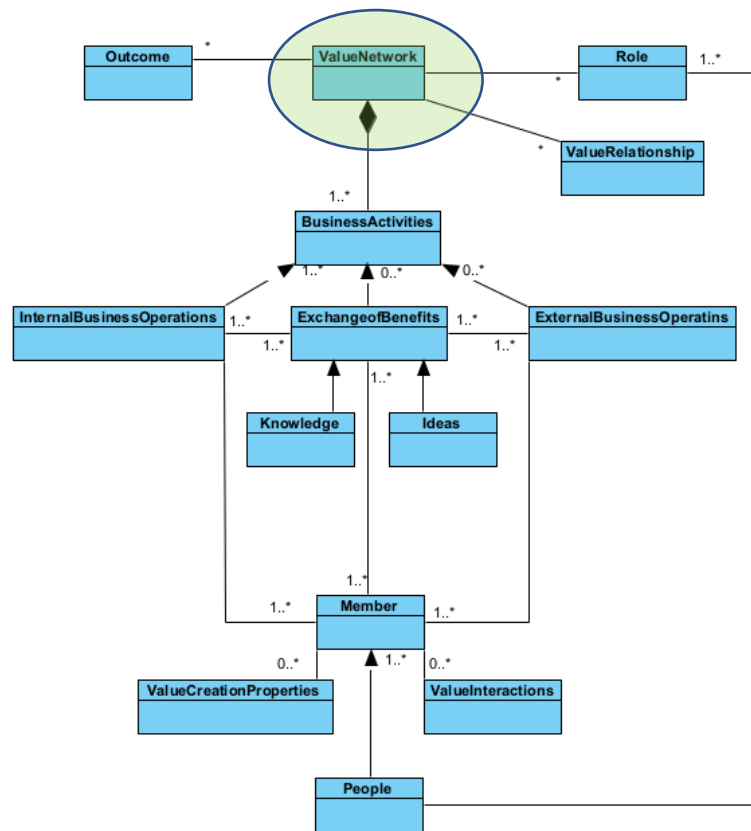 Outcome
*
ValueNetwork
*
Role
1..*
*
ValueRelationship
1..*
BusinessActivities
1..*
0..*
0..*
InternalBusinessOperations
1..*
1..*
ExchangeofBenefits
1..*
1..*
ExternalBusinessOperatins
1..*
Knowledge
Ideas
1..*
1..*
Member
1..*
0..*
1..*
0..*
ValueCreationProperties
ValueInteractions
People